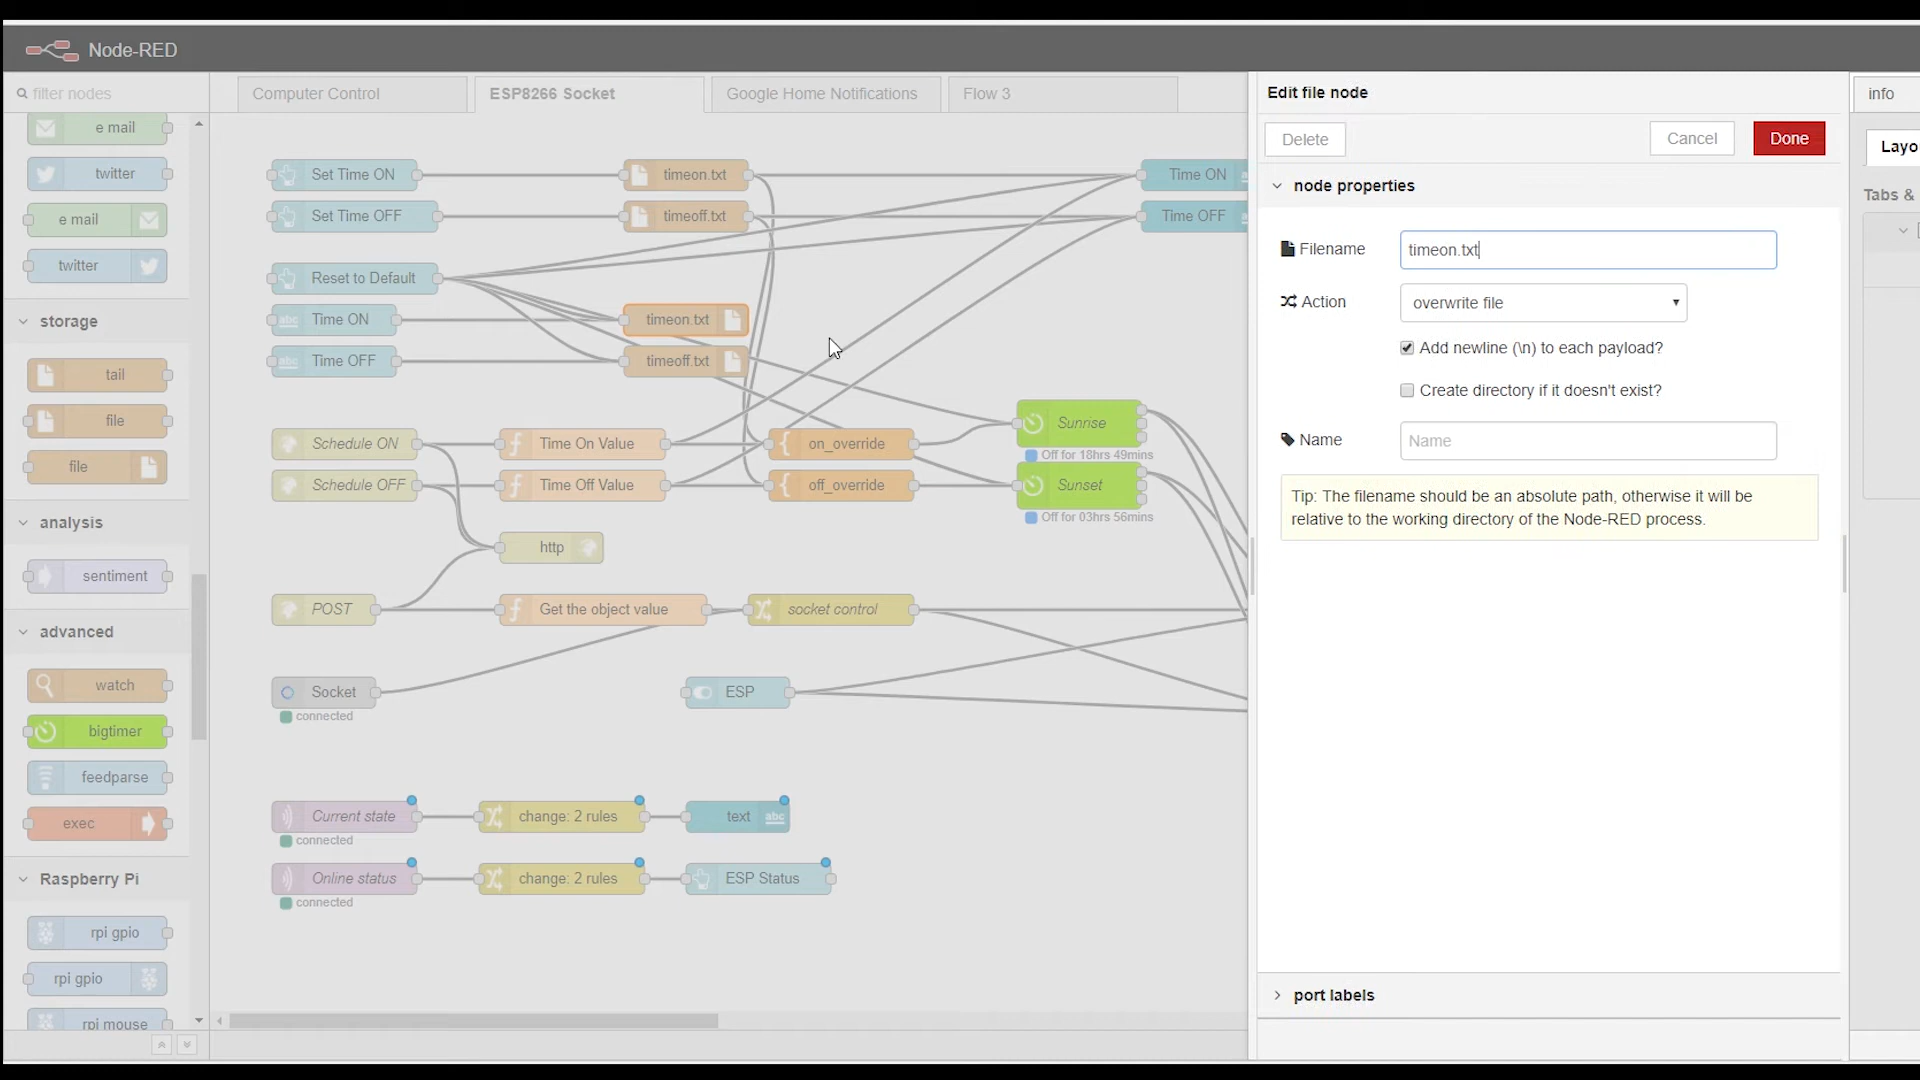 Node-RED
filter nodes
Computer Control
ESP8266 Socket
Google Home Notifications
Flow 3
e mail
twitter
e mail
twitter
storage
tail
file
file
analysis
sentiment
advanced
watch
bigtimer
feedparse
exec
Raspberry Pi
rpi gpio
rpi gpio
rpi mouse
Set Time ON
timeon.txt
Time ON
Set Time OFF
timeoff.txt
Time OFF
Reset to Default
Time ON
abc
timeon.txt
Time OFF
abc
timeoff.txt
Schedule ON
Time On Value
on_override
Sunrise
Off for 18hrs 49mins
Schedule OFF
Time Off Value
off_override
Sunset
Off for 03hrs 56mins
http
POST
Get the object value
socket control
Socket
connected
ESP
Current state
connected
change: 2 rules
text
abc
Online status
connected
change: 2 rules
ESP Status
Edit file node
Delete
Cancel
Done
node properties
Filename
timeon.txt
Action
overwrite file
Add newline (\n) to each payload?
Create directory if it doesn't exist?
Name
Name
Tip: The filename should be an absolute path, otherwise it will be
relative to the working directory of the Node-RED process.
port labels
info
Layo
Tabs &